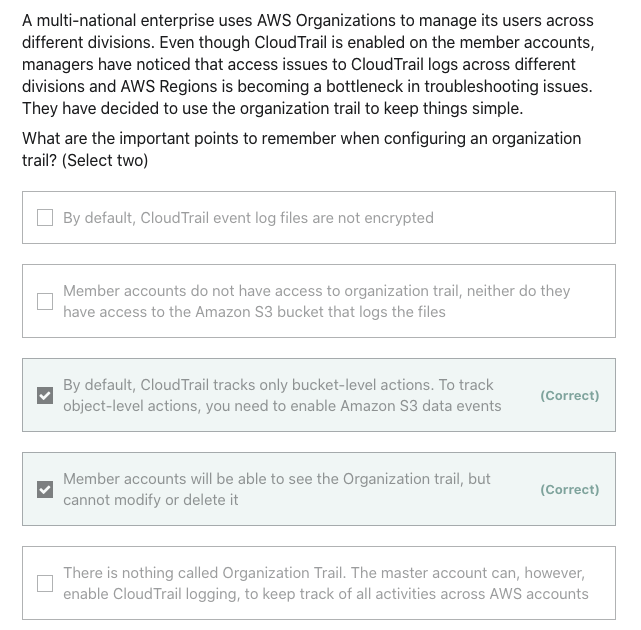 A multi-national enterprise uses AWS Organizations to manage its users across
different divisions. Even though CloudTrail is enabled on the member accounts,
managers have noticed that access issues to CloudTrail logs across different
divisions and AWS Regions is becoming a bottleneck in troubleshooting issues.
They have decided to use the organization trail to keep things simple.
What are the important points to remember when configuring an organization
trail? (Select two)
By default, CloudTrail event log files are not encrypted
Member accounts do not have access to organization trail, neither do they
have access to the Amazon S3 bucket that logs the files
By default, CloudTrail tracks only bucket-level actions. To track
object-level actions, you need to enable Amazon S3 data events
(Correct)
Member accounts will be able to see the Organization trail, but
cannot modify or delete it
(Correct)
There is nothing called Organization Trail. The master account can, however,
enable CloudTrail logging, to keep track of all activities across AWS accounts